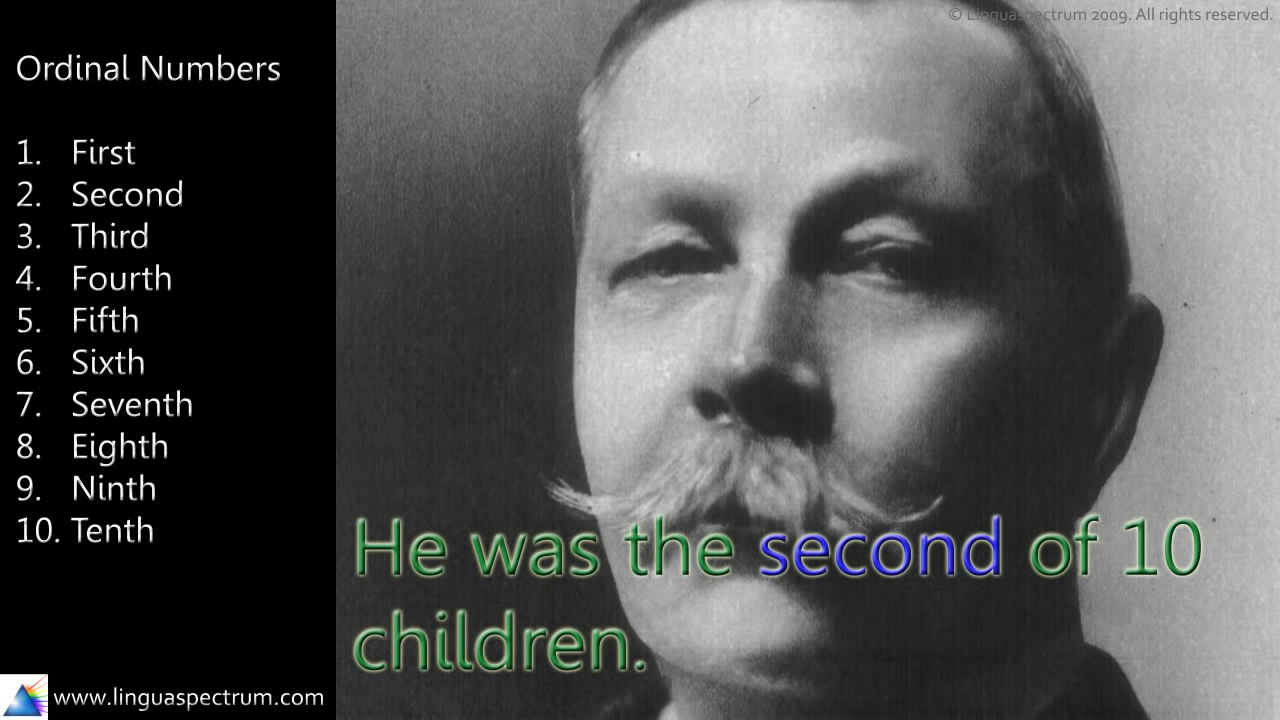 © Linguaspectrum 2009. All rights reserved.
Ordinal Numbers
1. First
2. Second
3. Third
4. Fourth
5. Fifth
6. Sixth
7. Seventh
8. Eighth
9. Ninth
10. Tenth
He was the second of 10
children.
www.linguaspectrum.com